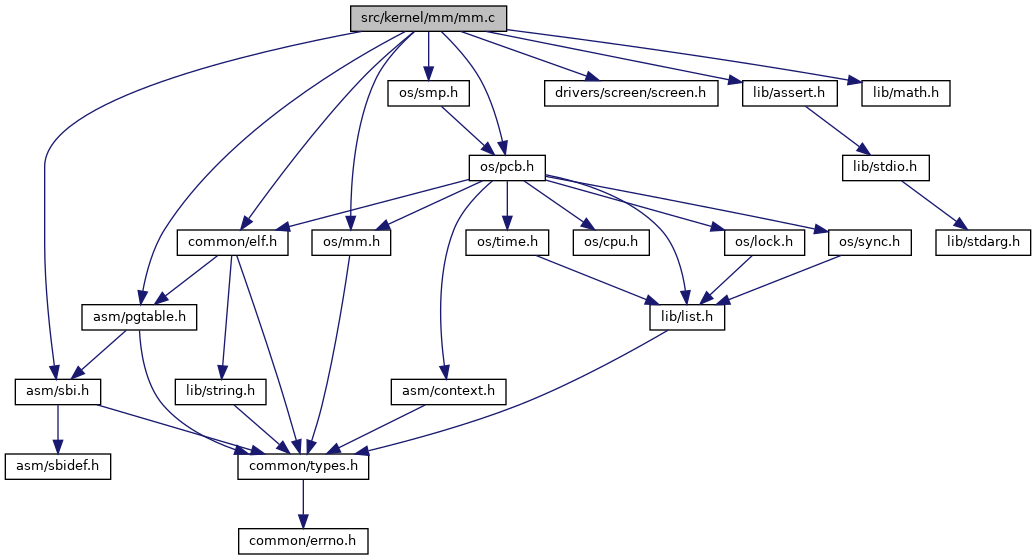 src/kernel/mm/mm.c
os/smp.h
drivers/screen/screen.h
lib/assert.h
lib/math.h
os/pcb.h
lib/stdio.h
common/elf.h
os/mm.h
os/time.h
os/cpu.h
os/lock.h
os/sync.h
lib/stdarg.h
asm/pgtable.h
lib/list.h
asm/sbi.h
lib/string.h
asm/context.h
asm/sbidef.h
common/types.h
common/errno.h